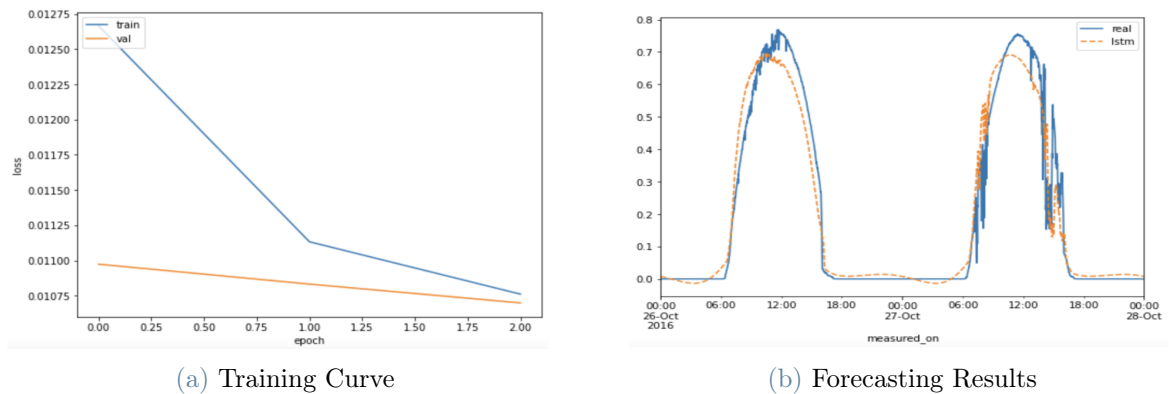 0.01275
0.01250
0.01225
0.01200
0.01175
0.01150
0.01125
0.01100
0.01075
loss
train
val
0.00 0.25 0.50 0.75 1.00 1.25 1.50 1.75 2.00
epoch
(a) Training Curve
0.8
0.7
0.6
0.5
0.4
0.3
0.2
0.1
0.0
real
lstm
00:00 06:00 12:00 18:00 00:00 06:00 12:00 18:00 00:00
26-Oct 27-Oct 28-Oct
2016
measured_on
(b) Forecasting Results